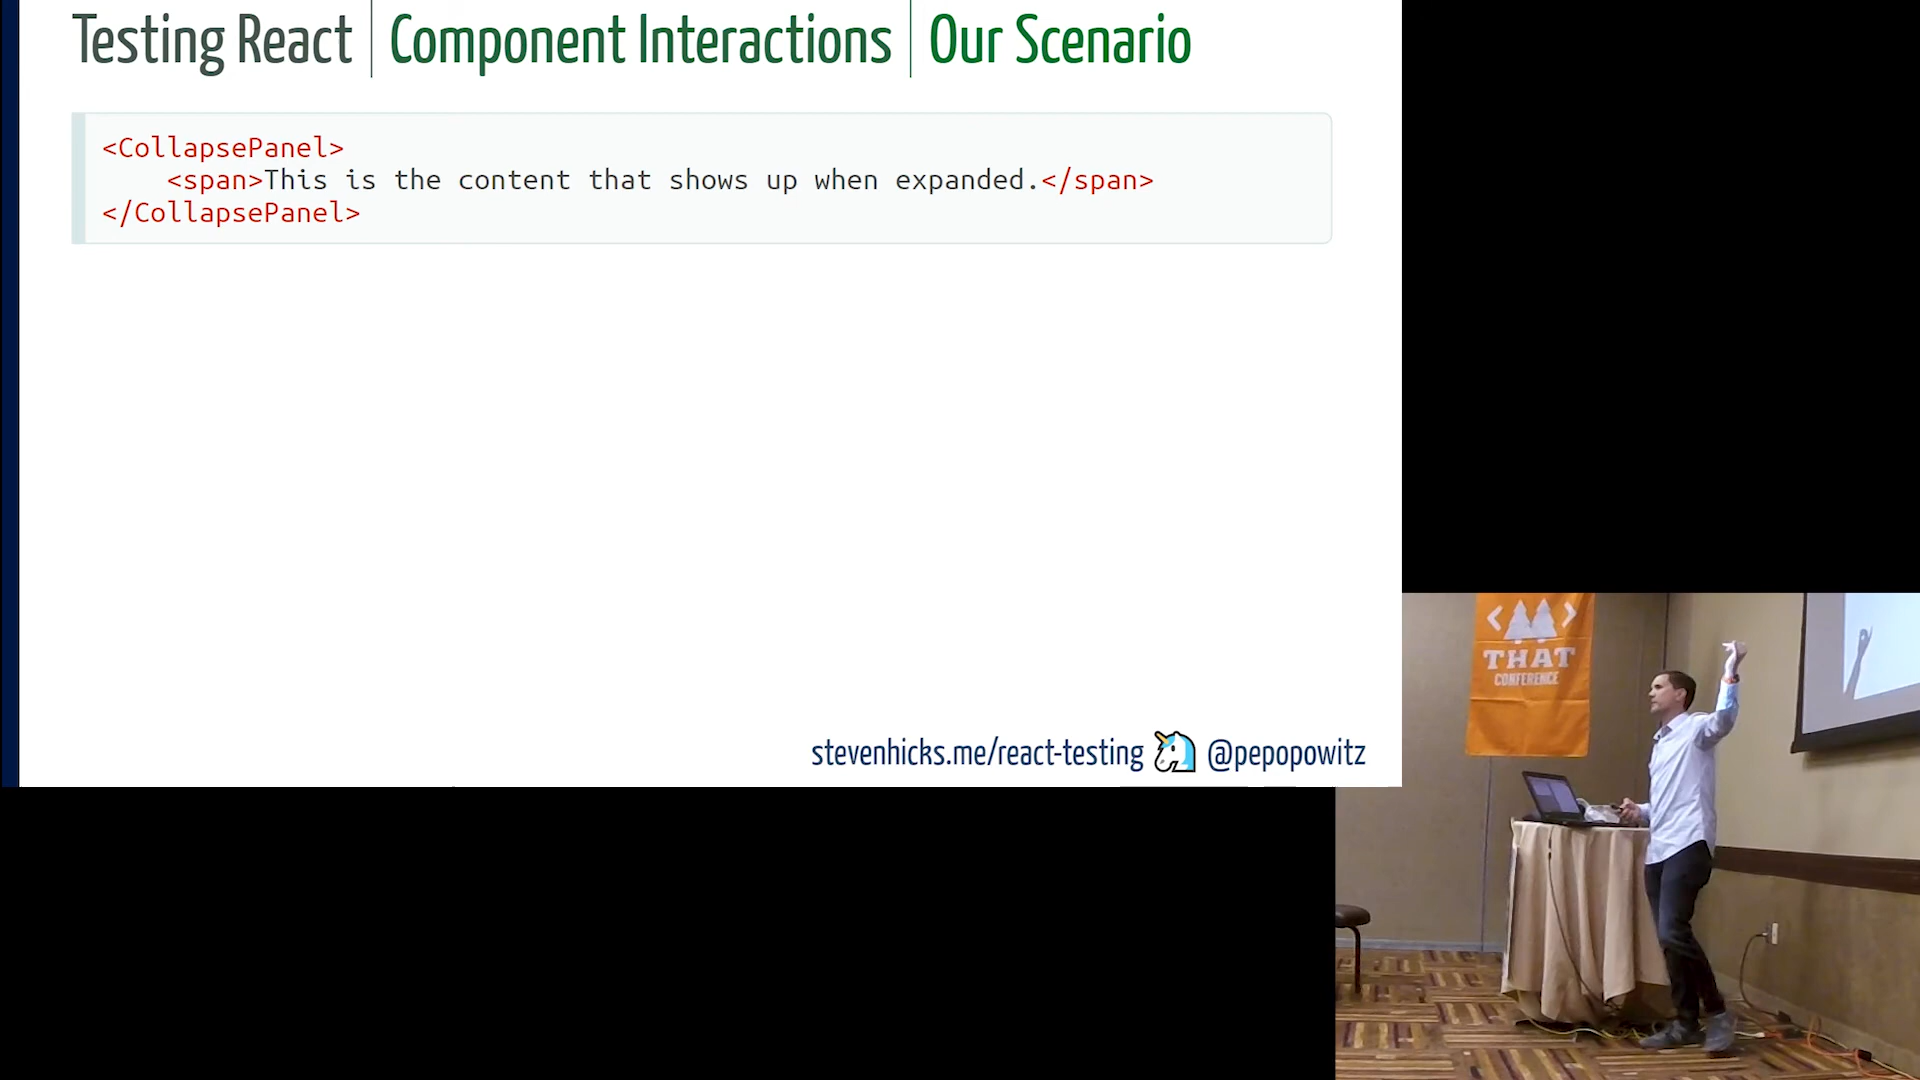 Testing React | Component Interactions | Our Scenario
<CollapsePanel>
    <span>This is the content that shows up when expanded.</span>
</CollapsePanel>
stevenhicks.me/react-testing @pepopowitz
< >
THAT
CONFERENCE